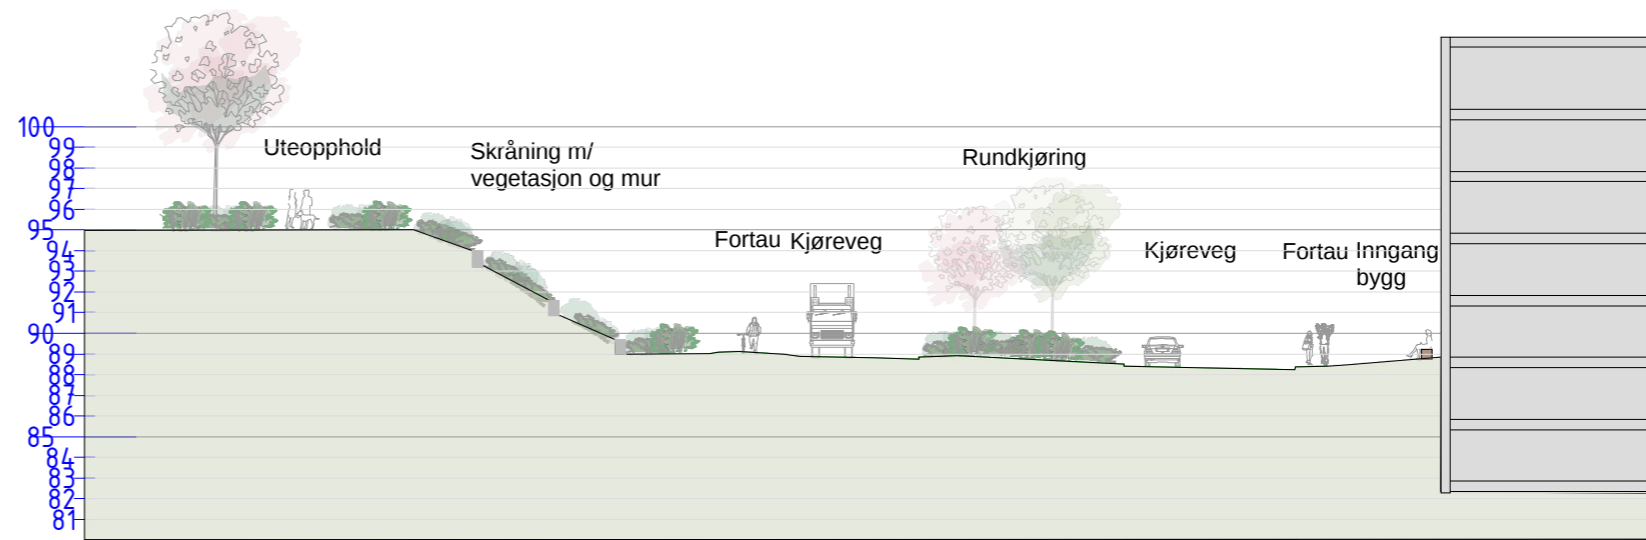 100
99
98
97
96
95
94
93
92
91
90
89
88
87
86
85
84
83
82
81
Uteopphold
Skråning m/
vegetasjon og mur
Fortau
Kjøreveg
Rundkjøring
Kjøreveg
Fortau
Inngang
bygg